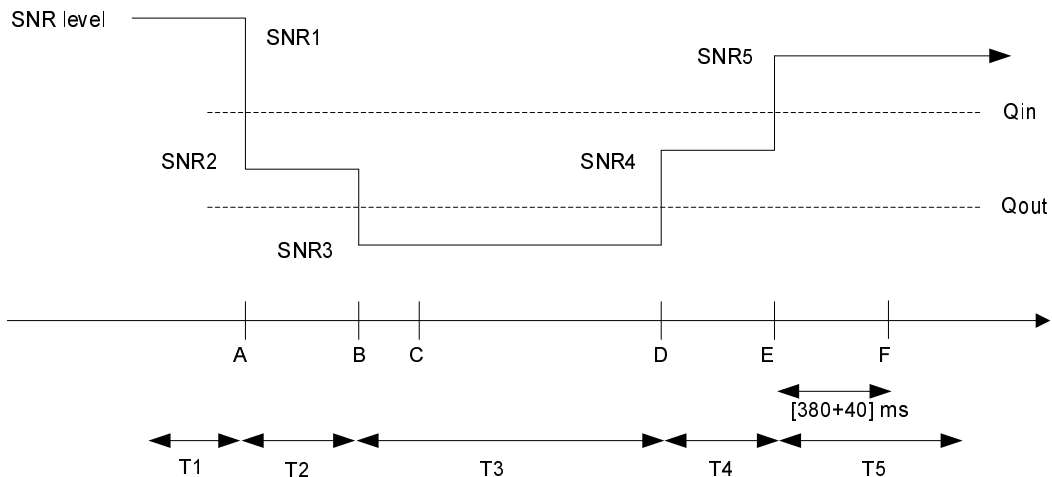 SNR level
SNR1
SNR5
Qin
SNR2
SNR4
Qout
SNR3
A B C D E F
[380+40] ms
T1 T2 T3 T4 T5